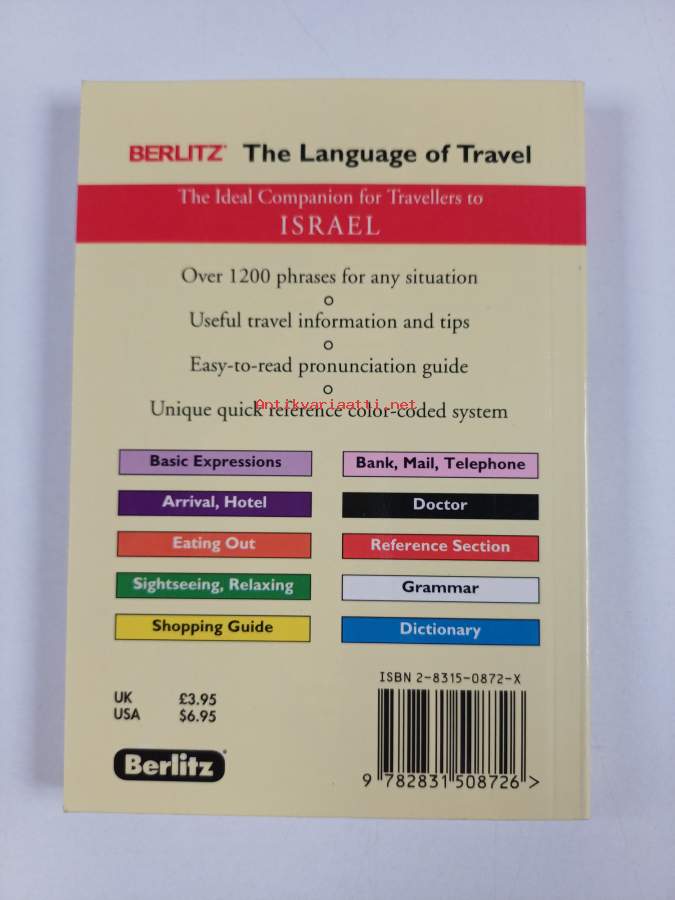 BERLITZ® The Language of Travel
The Ideal Companion for Travellers to
ISRAEL
Over 1200 phrases for any situation
Useful travel information and tips
Easy-to-read pronunciation guide
Antikvariaatti.net
Unique quick reference color-coded system
Basic Expressions
Bank, Mail, Telephone
Arrival, Hotel
Doctor
Eating Out
Reference Section
Sightseeing, Relaxing
Grammar
Shopping Guide
Dictionary
ISBN 2-8315-0872-X
UK £3.95
USA $6.95
Berlitz®
9 782831 508726 >